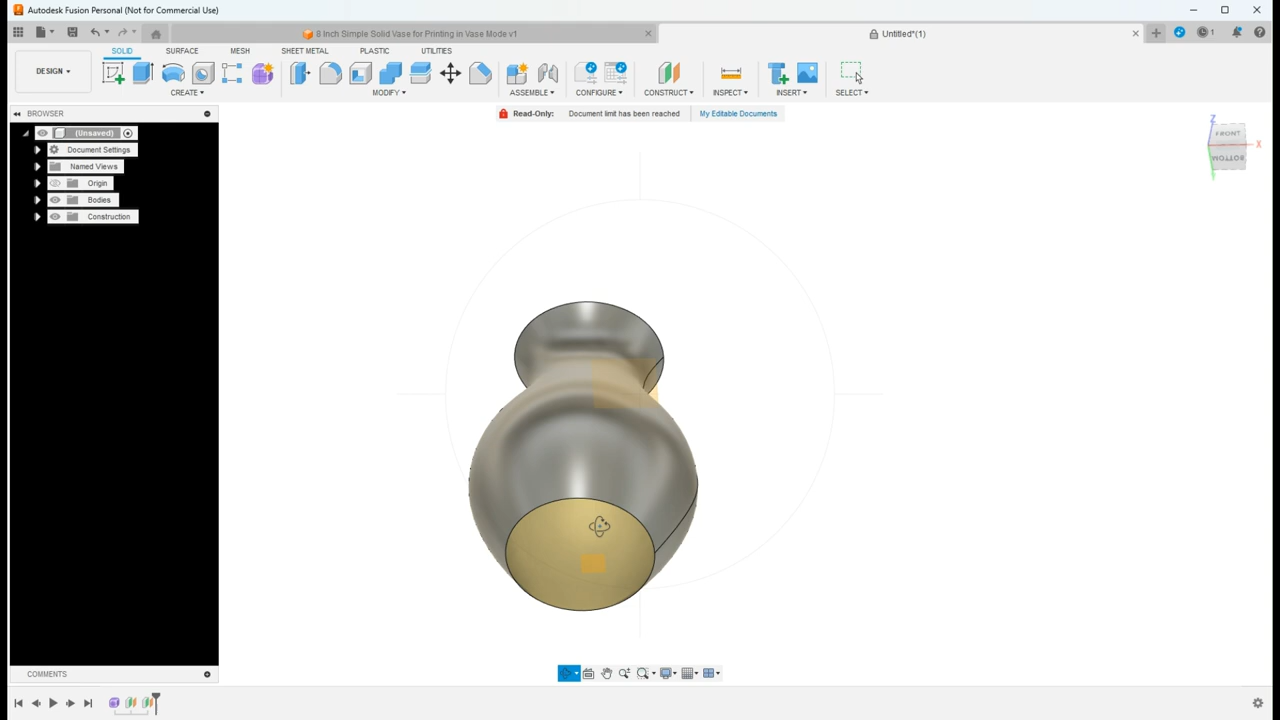 Autodesk Fusion Personal (Not for Commercial Use)
8 Inch Simple Solid Vase for Printing in Vase Mode v1
Untitled*(1)
1
SOLID
SURFACE
MESH
SHEET METAL
PLASTIC
UTILITIES
DESIGN
CREATE
MODIFY
ASSEMBLE
CONFIGURE
CONSTRUCT
INSPECT
INSERT
SELECT
BROWSER
Read-Only: Document limit has been reached My Editable Documents
(Unsaved)
Document Settings
Named Views
Origin
Bodies
Construction
Z
FRONT
X
BOTTOM
COMMENTS